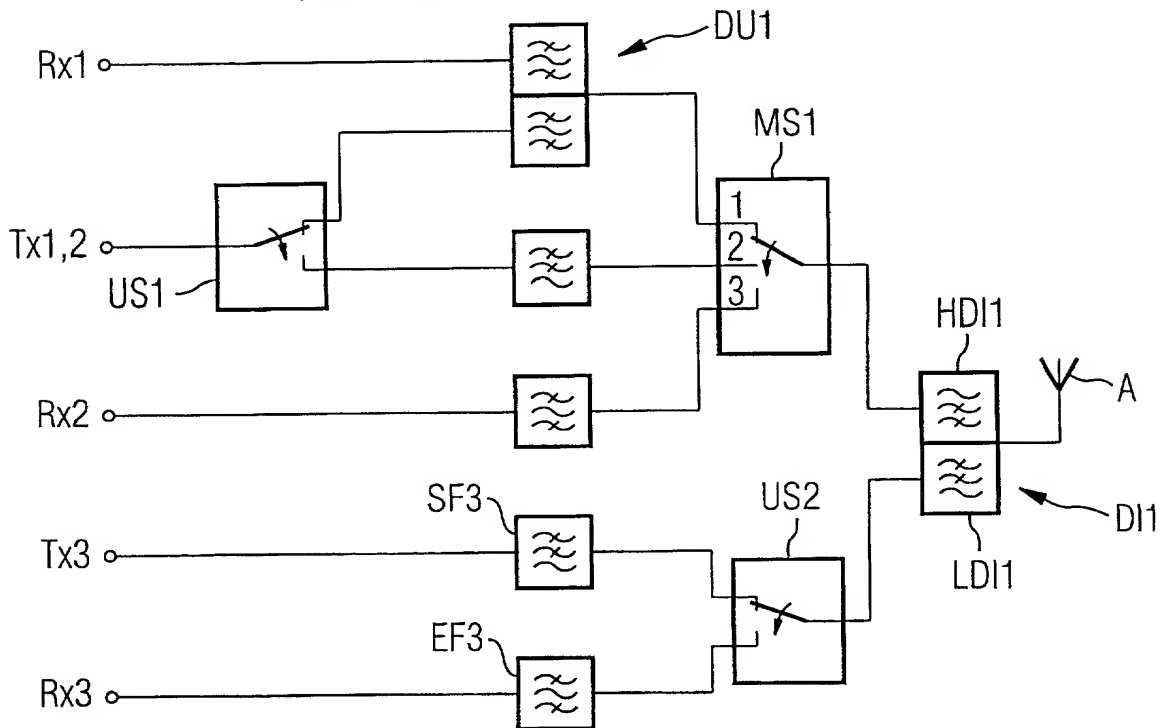 DU1
Rx1
MS1
1
Tx1,2
2
US1
3
HDI1
A
Rx2
SF3
US2
Tx3
DI1
LDI1
EF3
Rx3